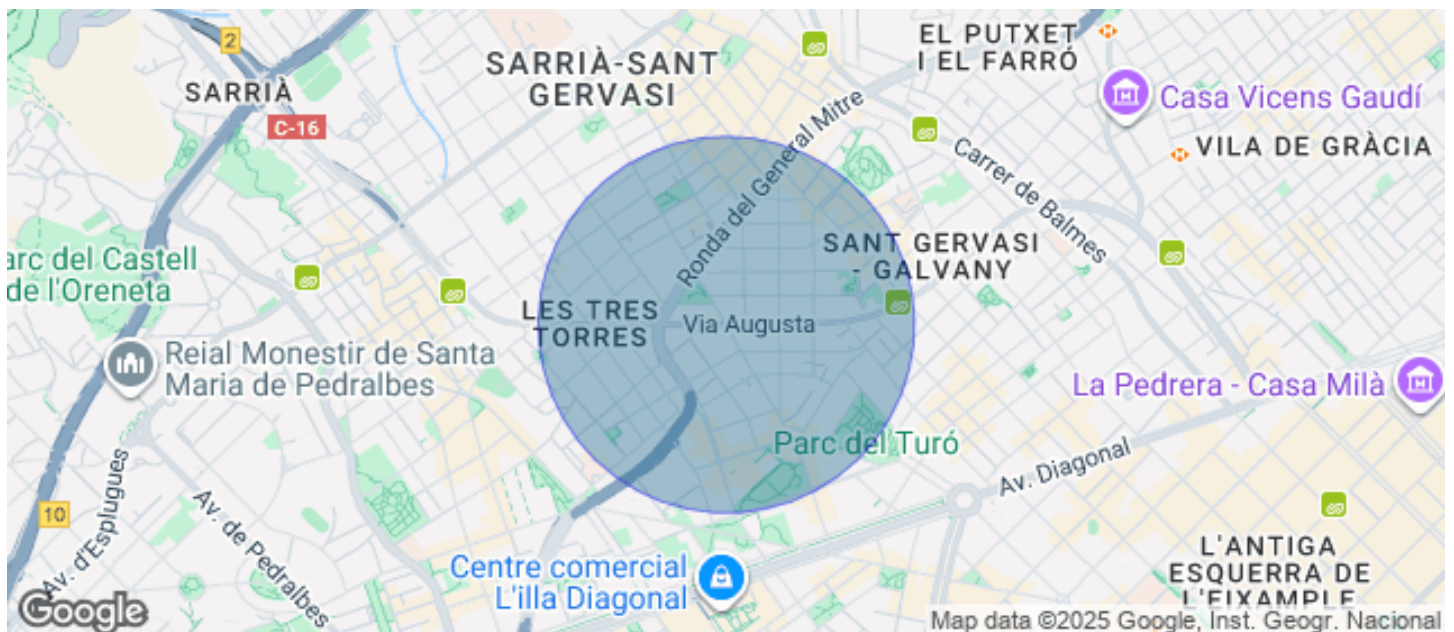 EL PUTXET
I EL FARRÓ
2
SARRIÀ-SANT
GERVASI
SARRIÀ
Casa Vicens Gaudí
C-16
Ronda del General Mitre
Carrer de Balmes
VILA DE GRÀCIA
SANT GERVASI
- GALVANY
arc del Castell
de l'Oreneta
LES TRES
TORRES
Via Augusta
Reial Monestir de Santa
Maria de Pedralbes
La Pedrera - Casa Milà
Parc del Turó
Av. Diagonal
10
Av. d'Esplugues
Av. de Pedralbes
Centre comercial
L'illa Diagonal
L'ANTIGA
ESQUERRA DE
L'EIXAMPLE
Google
Map data ©2025 Google, Inst. Geogr. Nacional